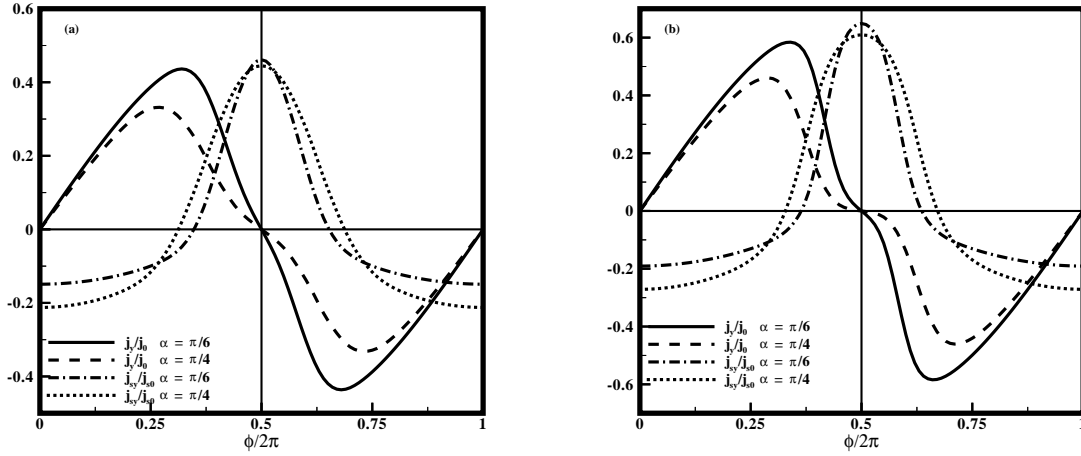 (a)
0.6
0.4
0.2
0
-0.2
-0.4
j_y/j_0 α = π/6
j_y/j_0 α = π/4
j_sy/j_s0 α = π/6
j_sy/j_s0 α = π/4
0 0.25 0.5 0.75 1
ϕ/2π
(b)
0.6
0.4
0.2
0
-0.2
-0.4
-0.6
j_y/j_0 α = π/6
j_y/j_0 α = π/4
j_sy/j_s0 α = π/6
j_sy/j_s0 α = π/4
0 0.25 0.5 0.75 1
ϕ/2π